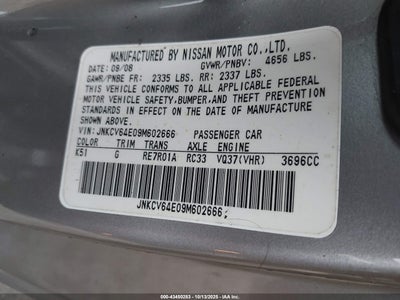 MANUFACTURED BY NISSAN MOTOR CO.,LTD.
DATE: 09/08 GVWR/PNBV: 4656 LBS.
GAWR/PNBE FR: 2335 LBS. RR: 2337 LBS.
THIS VEHICLE CONFORMS TO ALL APPLICABLE FEDERAL
MOTOR VEHICLE SAFETY,BUMPER,AND THEFT PREVENTION
STANDARDS IN EFFECT ON THE DATE OF MANUFACTURE
SHOWN ABOVE.
VIN: JNKCV64E09M602666 PASSENGER CAR
COLOR TRIM TRANS AXLE ENGINE
K51 G RE7R01A RC33 VQ37(VHR) 3696CC
JNKCV64E09M602666
© IAA 000-43400283 | 10/13/2025 - IAAI.COM